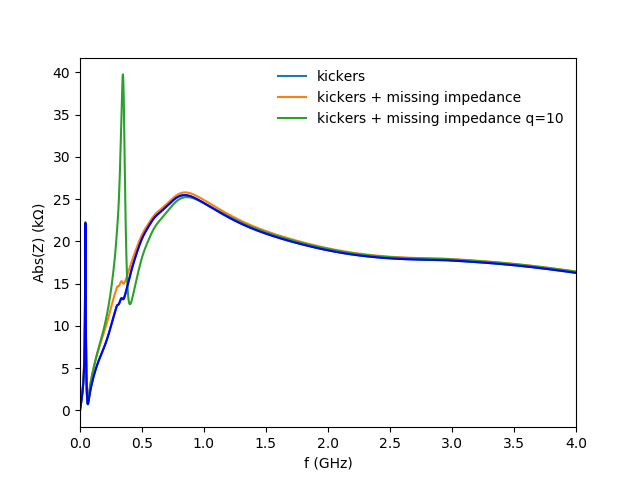 kickers
kickers + missing impedance
kickers + missing impedance q=10
Abs(Z) (kΩ)
40
35
30
25
20
15
10
5
0
0.0 0.5 1.0 1.5 2.0 2.5 3.0 3.5 4.0
f (GHz)